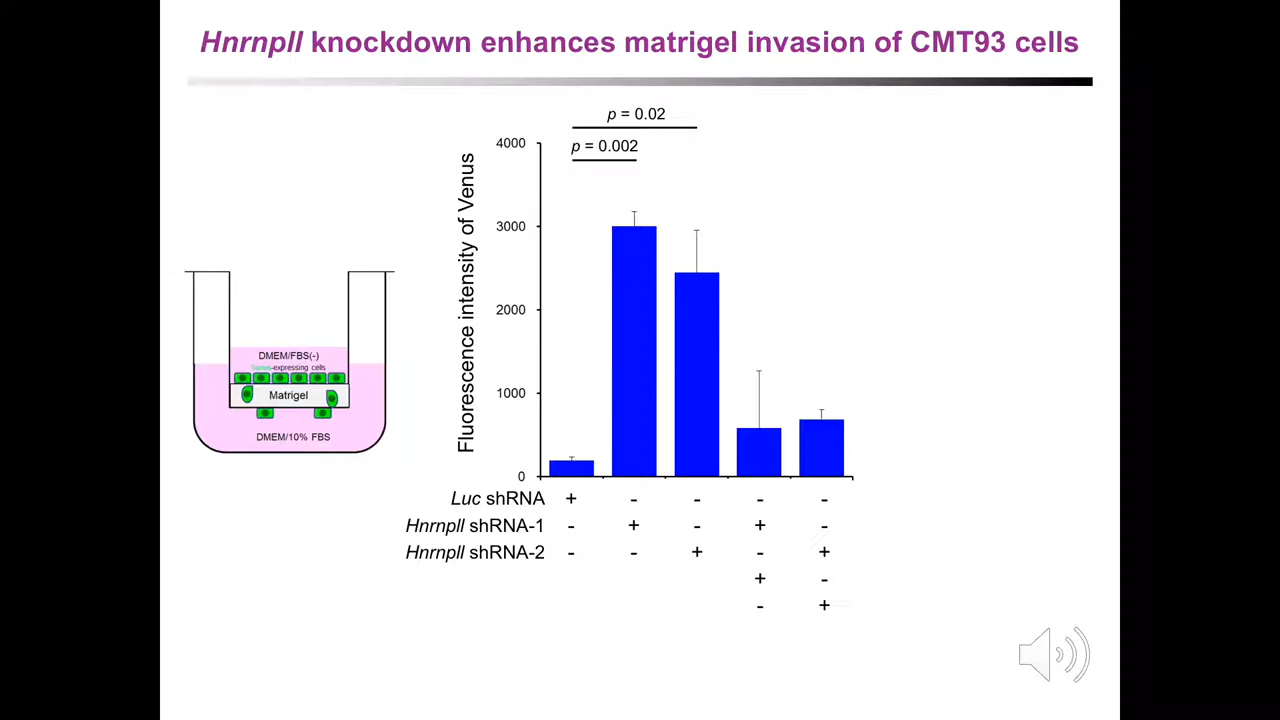 Hnrnpll knockdown enhances matrigel invasion of CMT93 cells
p = 0.02
p = 0.002
Fluorescence intensity of Venus
4000
3000
2000
1000
0
DMEM/FBS(-)
Venus-expressing cells
Matrigel
DMEM/10% FBS
Luc shRNA + - - - -
Hnrnpll shRNA-1 - + - + -
Hnrnpll shRNA-2 - - + - +
+ -
- +